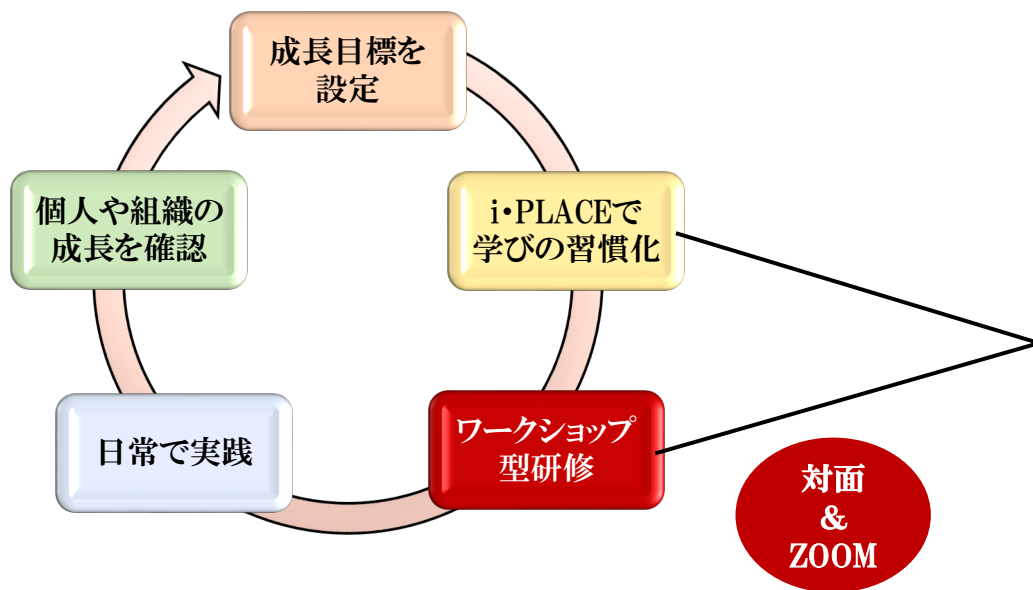 成長目標を
設定
i・PLACEで
学びの習慣化
ワークショップ
型研修
対面
&
ZOOM
日常で実践
個人や組織の
成長を確認